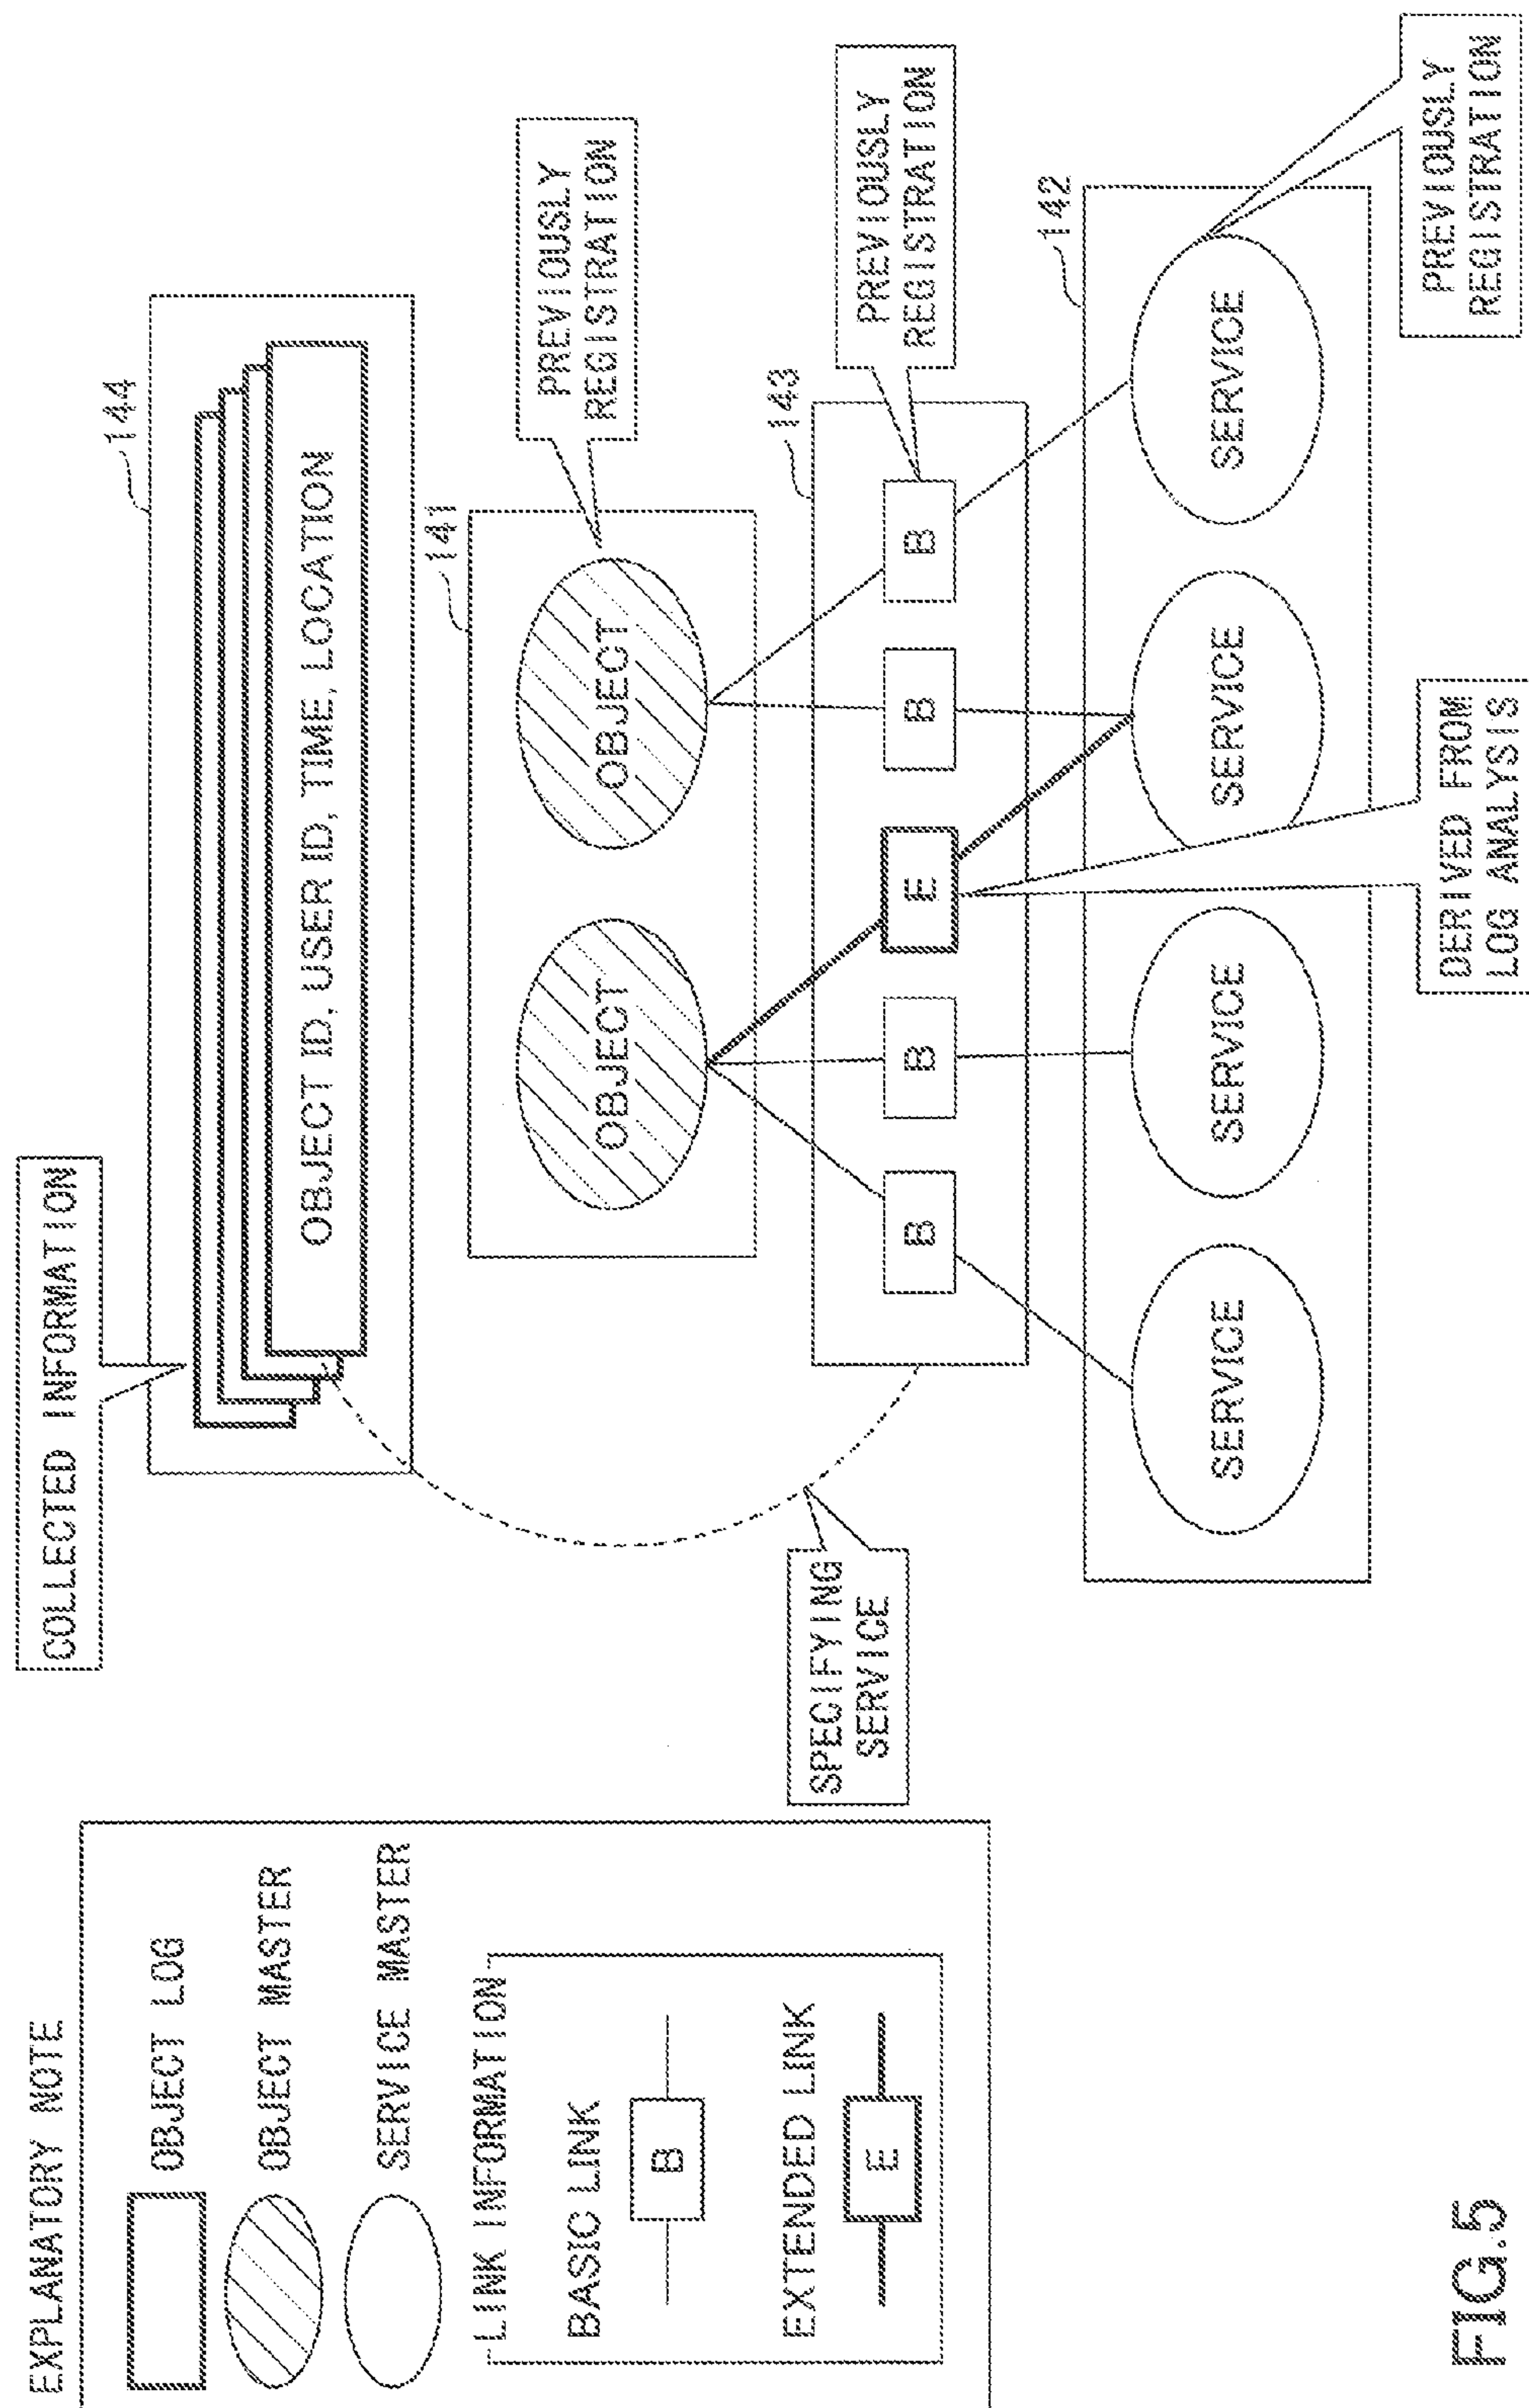 EXPLANATORY NOTE
OBJECT LOG
OBJECT MASTER
SERVICE MASTER
LINK INFORMATION
BASIC LINK
B
EXTENDED LINK
E
COLLECTED INFORMATION
144
OBJECT ID, USER ID, TIME, LOCATION
141
OBJECT
OBJECT
PREVIOUSLY
REGISTRATION
SPECIFYING
SERVICE
143
B
B
E
B
B
PREVIOUSLY
REGISTRATION
142
SERVICE
SERVICE
SERVICE
SERVICE
DERIVED FROM
LOG ANALYSIS
PREVIOUSLY
REGISTRATION
FIG.5